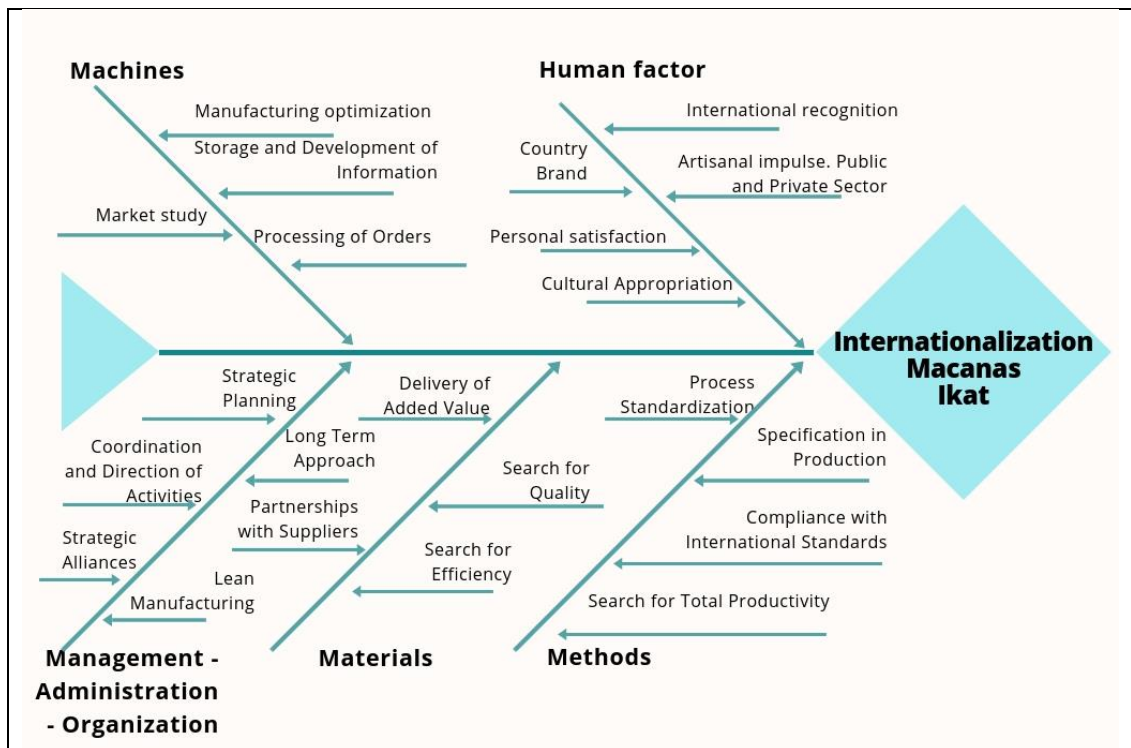 Machines
Manufacturing optimization
Storage and Development of
Information
Market study
Processing of Orders
Human factor
International recognition
Country
Brand
Artisanal impulse. Public
and Private Sector
Personal satisfaction
Cultural Appropriation
Internationalization
Macanas
Ikat
Strategic
Planning
Coordination
and Direction of
Activities
Long Term
Approach
Strategic
Alliances
Lean
Manufacturing
Management -
Administration
- Organization
Delivery of
Added Value
Search for
Quality
Partnerships
with Suppliers
Search for
Efficiency
Materials
Process
Standardization
Specification in
Production
Compliance with
International Standards
Search for Total Productivity
Methods